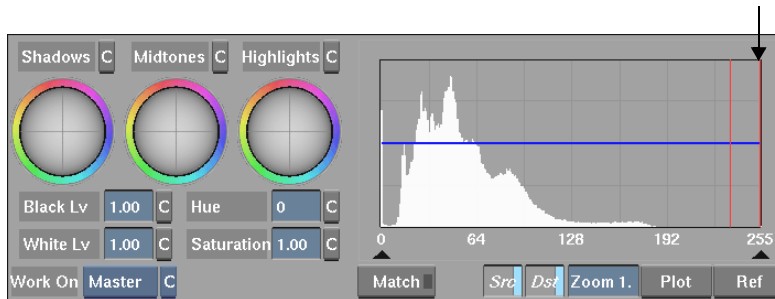 Shadows C Midtones C Highlights C
Black Lv 1.00 C Hue 0 C
White Lv 1.00 C Saturation 1.00 C
Work On Master C
0 64 128 192 255
Match Src Dst Zoom 1. Plot Ref